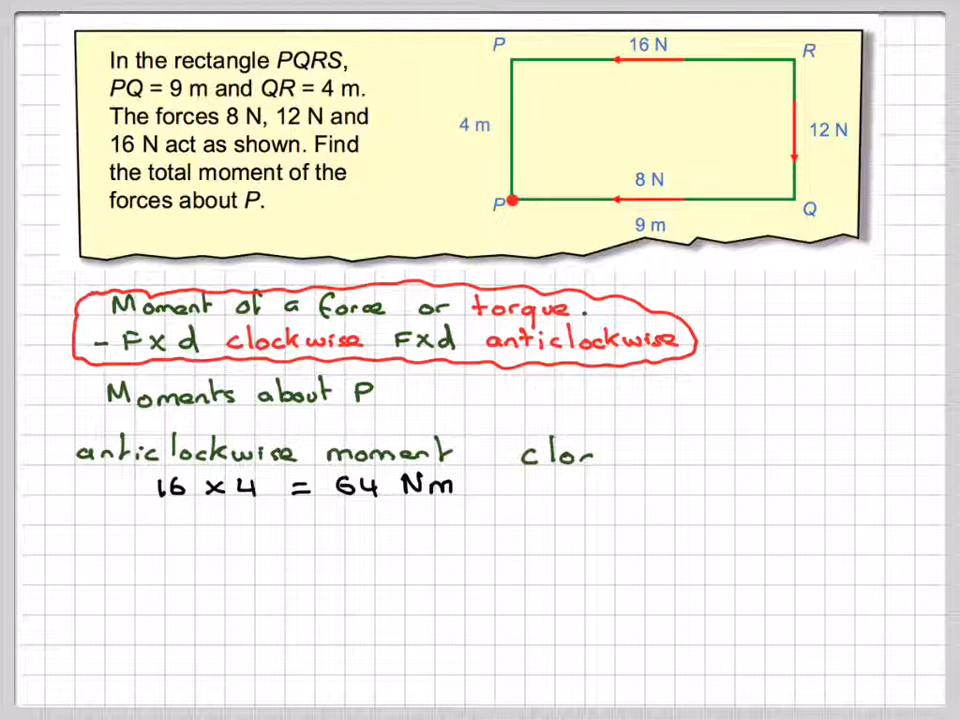 In the rectangle PQRS,
PQ = 9 m and QR = 4 m.
The forces 8 N, 12 N and
16 N act as shown. Find
the total moment of the
forces about P.
P
16 N
R
4 m
12 N
8 N
P
Q
9 m
Moment of a force or torque.
- F x d clockwise F x d anticlockwise
Moments about P
anticlockwise moment clor
16 x 4 = 64 Nm